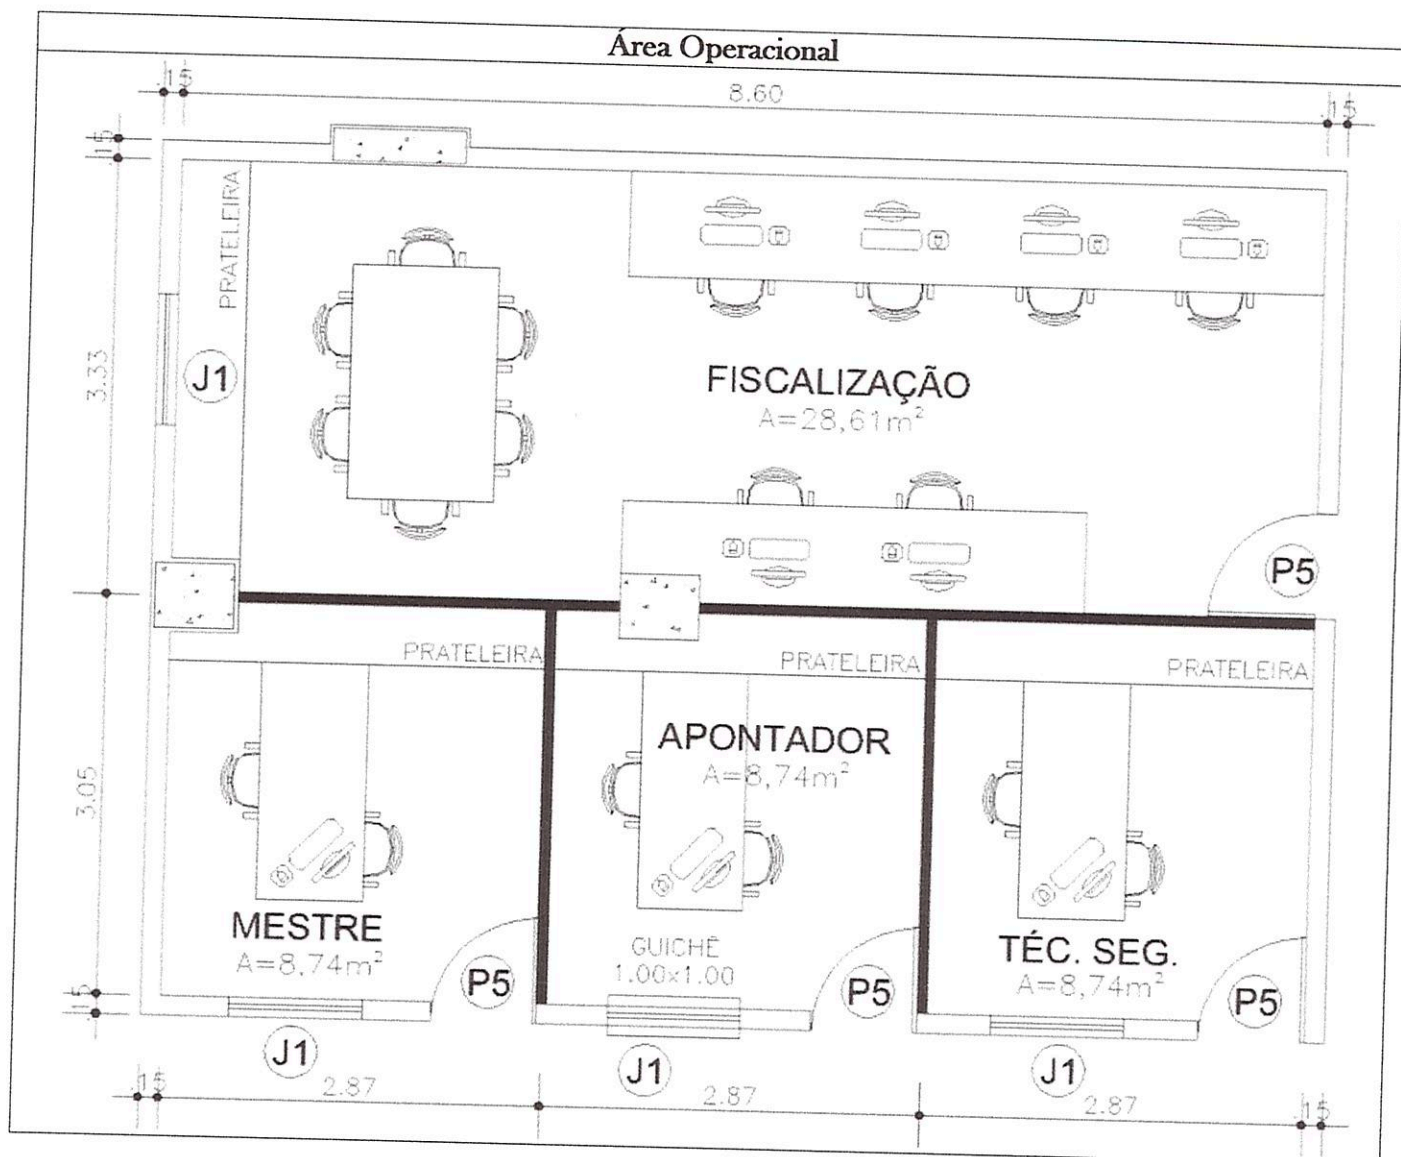 Área Operacional
.15
8.60
.15
.15
PRATELEIRA
3.33
J1
FISCALIZAÇÃO
A=28,61m²
P5
PRATELEIRA
PRATELEIRA
PRATELEIRA
3.05
APONTADOR
A=8,74m²
MESTRE
A=8,74m²
GUICHÊ
1.00x1.00
TÉC. SEG.
A=8,74m²
P5
P5
P5
.15
J1
J1
J1
.15
2.87
2.87
2.87
.15